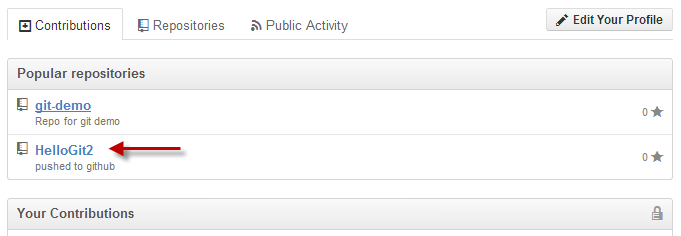 Contributions Repositories Public Activity Edit Your Profile
Popular repositories
git-demo 0
Repo for git demo
HelloGit2 0
pushed to github
Your Contributions